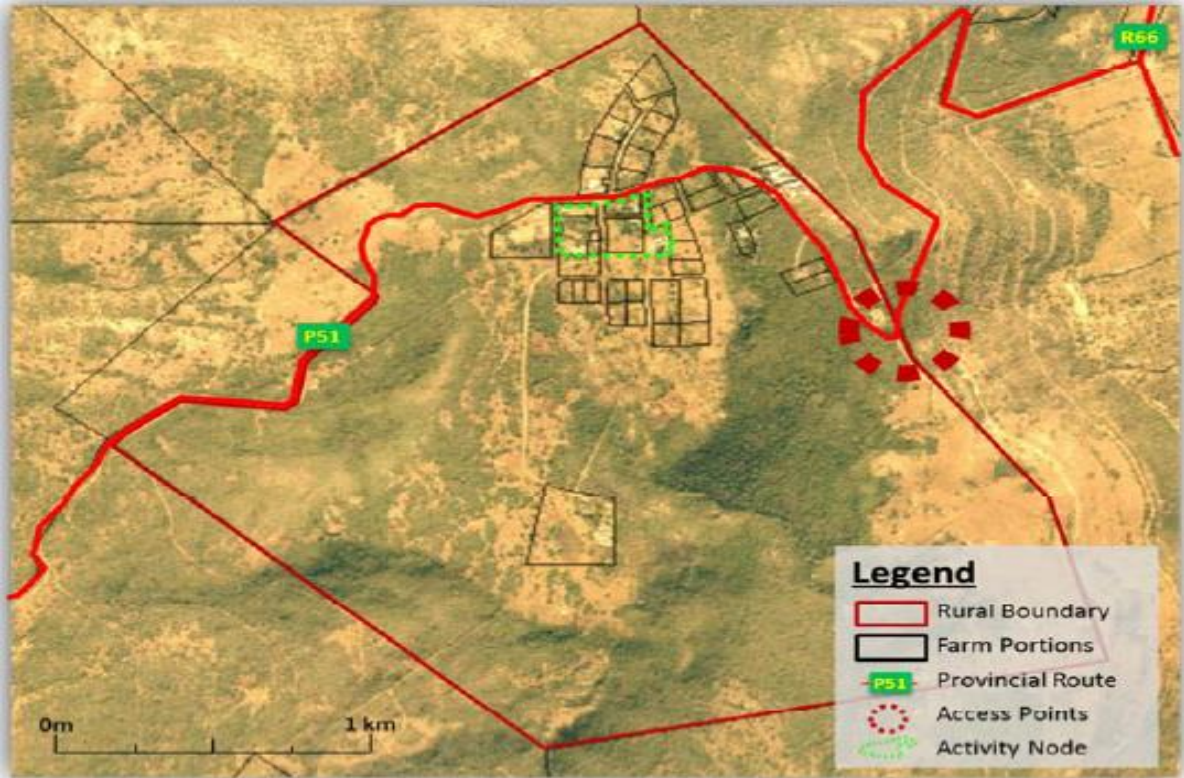 R66
P51
0m 1 km
Legend
Rural Boundary
Farm Portions
P51 Provincial Route
Access Points
Activity Node